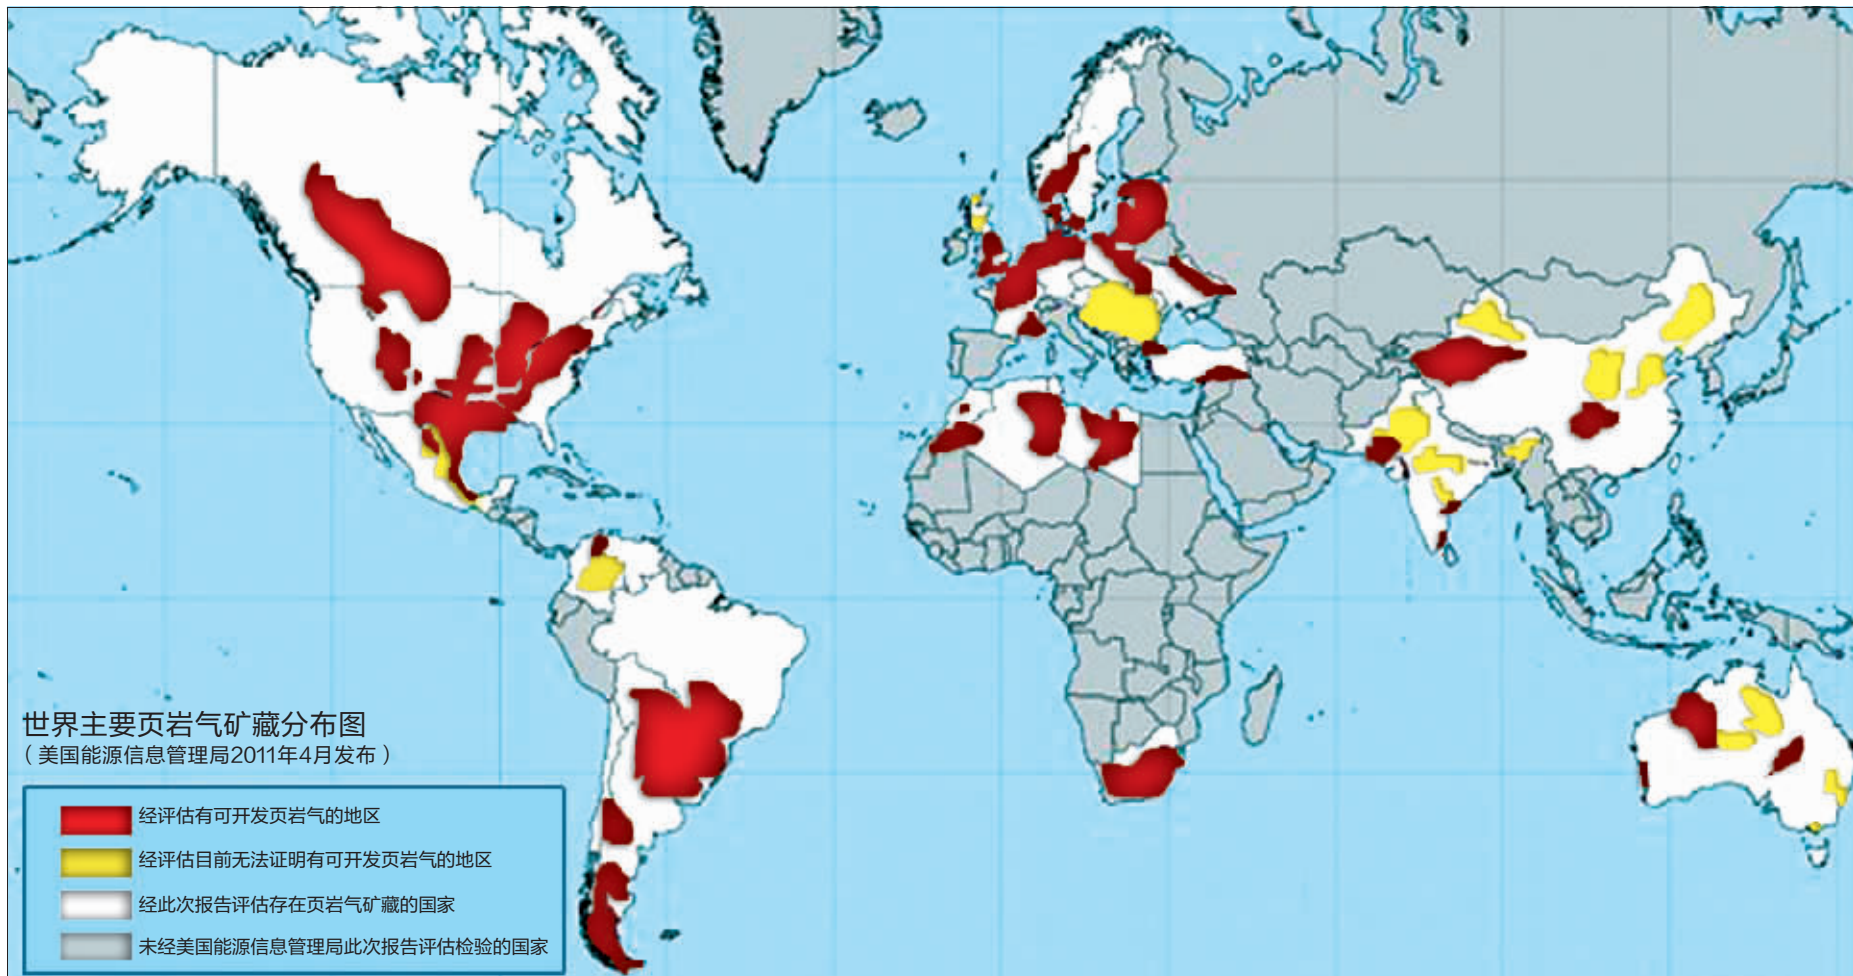 世界主要页岩气矿藏分布图
（美国能源信息管理局2011年4月发布）
经评估有可开发页岩气的地区
经评估目前无法证明有可开发页岩气的地区
经此次报告评估存在页岩气矿藏的国家
未经美国能源信息管理局此次报告评估检验的国家